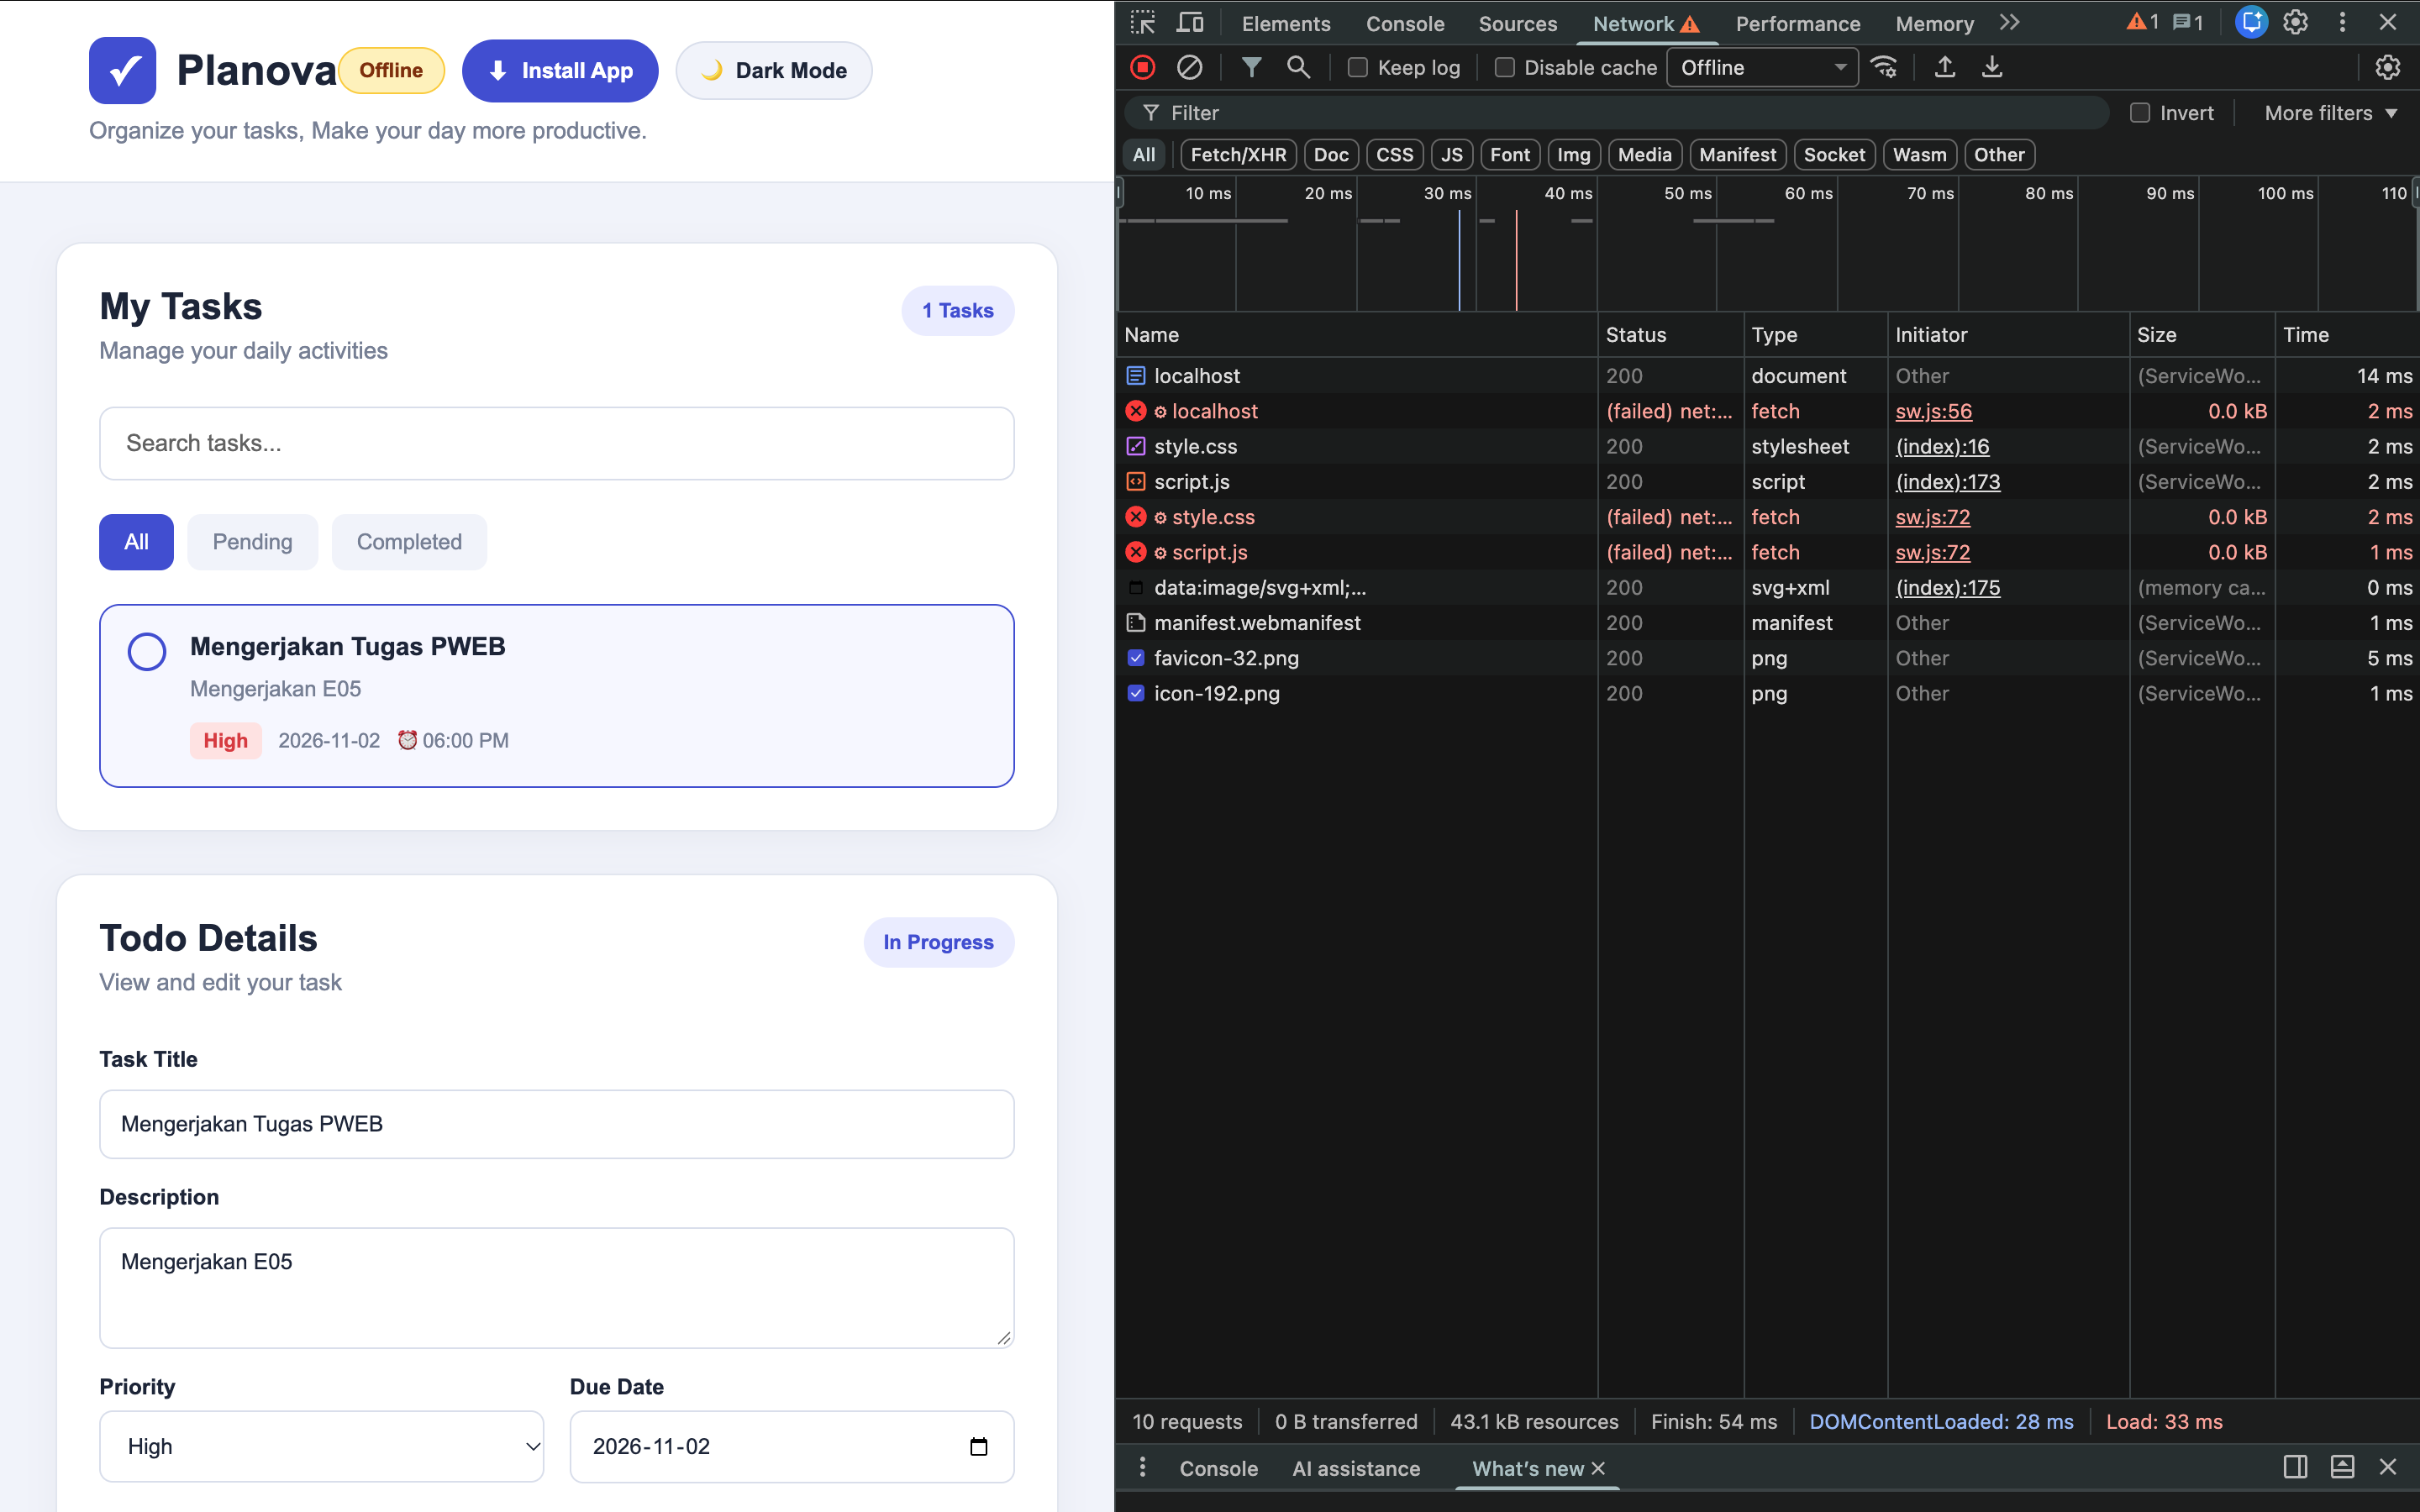 Planova
Offline
Install App
Dark Mode
Organize your tasks, Make your day more productive.
My Tasks
1 Tasks
Manage your daily activities
Search tasks...
All
Pending
Completed
Mengerjakan Tugas PWEB
Mengerjakan E05
High
2026-11-02
06:00 PM
Todo Details
In Progress
View and edit your task
Task Title
Mengerjakan Tugas PWEB
Description
Mengerjakan E05
Priority
Due Date
High
2026-11-02
Elements Console Sources Network Performance Memory 1 1
Keep log Disable cache Offline
Filter Invert More filters
All Fetch/XHR Doc CSS JS Font Img Media Manifest Socket Wasm Other
10 ms 20 ms 30 ms 40 ms 50 ms 60 ms 70 ms 80 ms 90 ms 100 ms 110
Name Status Type Initiator Size Time
localhost 200 document Other (ServiceWo... 14 ms
localhost (failed) net:... fetch sw.js:56 0.0 kB 2 ms
style.css 200 stylesheet (index):16 (ServiceWo... 2 ms
script.js 200 script (index):173 (ServiceWo... 2 ms
style.css (failed) net:... fetch sw.js:72 0.0 kB 2 ms
script.js (failed) net:... fetch sw.js:72 0.0 kB 1 ms
data:image/svg+xml;... 200 svg+xml (index):175 (memory ca... 0 ms
manifest.webmanifest 200 manifest Other (ServiceWo... 1 ms
favicon-32.png 200 png Other (ServiceWo... 5 ms
icon-192.png 200 png Other (ServiceWo... 1 ms
10 requests 0 B transferred 43.1 kB resources Finish: 54 ms DOMContentLoaded: 28 ms Load: 33 ms
Console AI assistance What's new